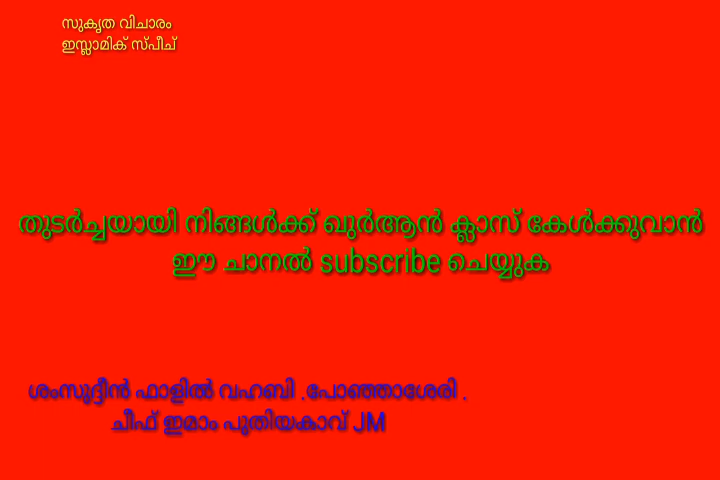 സുകൃത വിചാരം
ഇസ്ലാമിക് സ്പീച്
തുടർച്ചയായി നിങ്ങൾക്ക് ഖുർആൻ ക്ലാസ് കേൾക്കുവാൻ
ഈ ചാനൽ subscribe ചെയ്യുക
ശംസുദ്ദീൻ ഫാളിൽ വഹബി .പോഞ്ഞാശേരി .
ചീഫ് ഇമാം പുതിയകാവ് JM